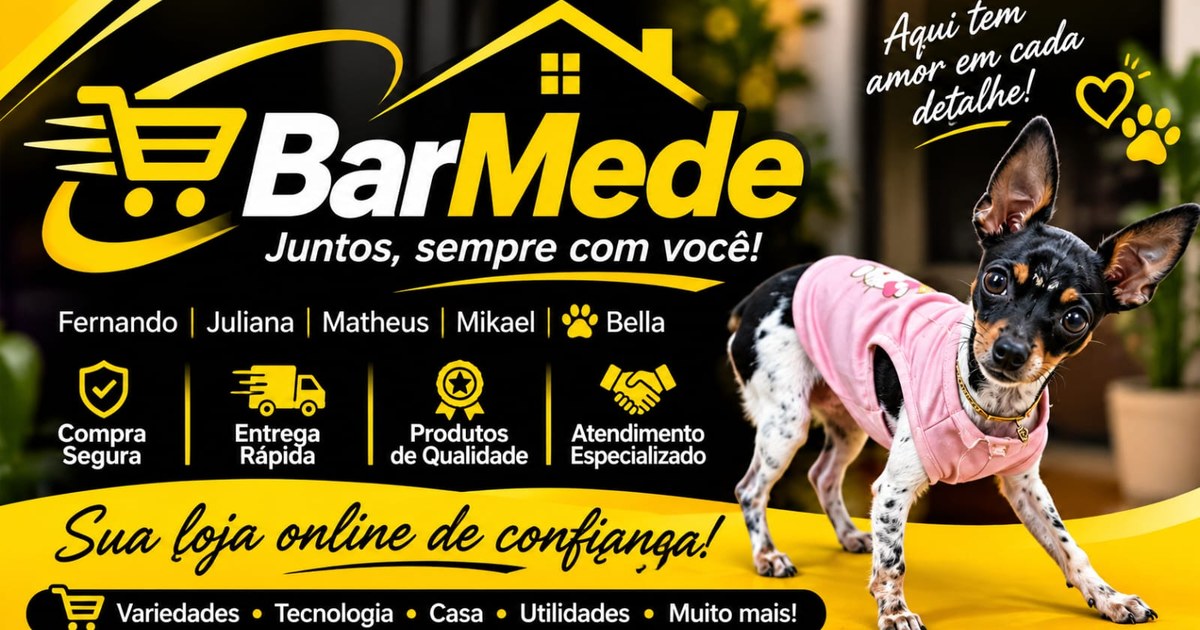 Aqui tem
amor em cada
detalhe!
BarMede
Juntos, sempre com você!
Fernando | Juliana | Matheus | Mikael | Bella
Compra
Segura
Entrega
Rápida
Produtos
de Qualidade
Atendimento
Especializado
Sua loja online de confiança!
Variedades • Tecnologia • Casa • Utilidades • Muito mais!